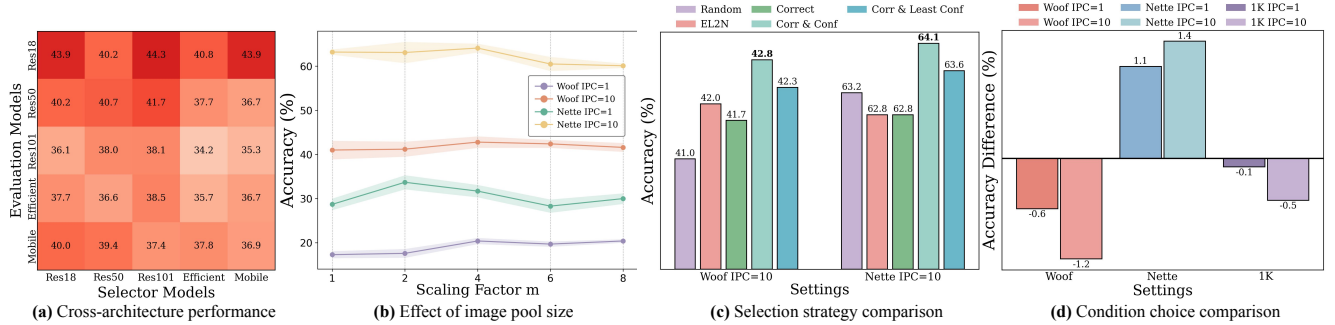 Evaluation Models
Res18 Res50 Res101 Efficient Mobile
43.9 40.2 44.3 40.8 43.9
40.2 40.7 41.7 37.7 36.7
36.1 38.0 38.1 34.2 35.3
37.7 36.6 38.5 35.7 36.7
40.0 39.4 37.4 37.8 36.9
Res18 Res50 Res101 Efficient Mobile
Selector Models
(a) Cross-architecture performance
Accuracy (%)
60
50
40
30
20
Woof IPC=1
Woof IPC=10
Nette IPC=1
Nette IPC=10
1 2 4 6 8
Scaling Factor m
(b) Effect of image pool size
Random Correct Corr & Least Conf
EL2N Corr & Conf
Accuracy (%)
41.0 42.0 41.7 42.8 42.3
63.2 62.8 62.8 64.1 63.6
Woof IPC=10 Nette IPC=10
Settings
(c) Selection strategy comparison
Woof IPC=1 Nette IPC=1 1K IPC=1
Woof IPC=10 Nette IPC=10 1K IPC=10
Accuracy Difference (%)
-0.6 -1.2 1.1 1.4 -0.1 -0.5
Woof Nette 1K
Settings
(d) Condition choice comparison